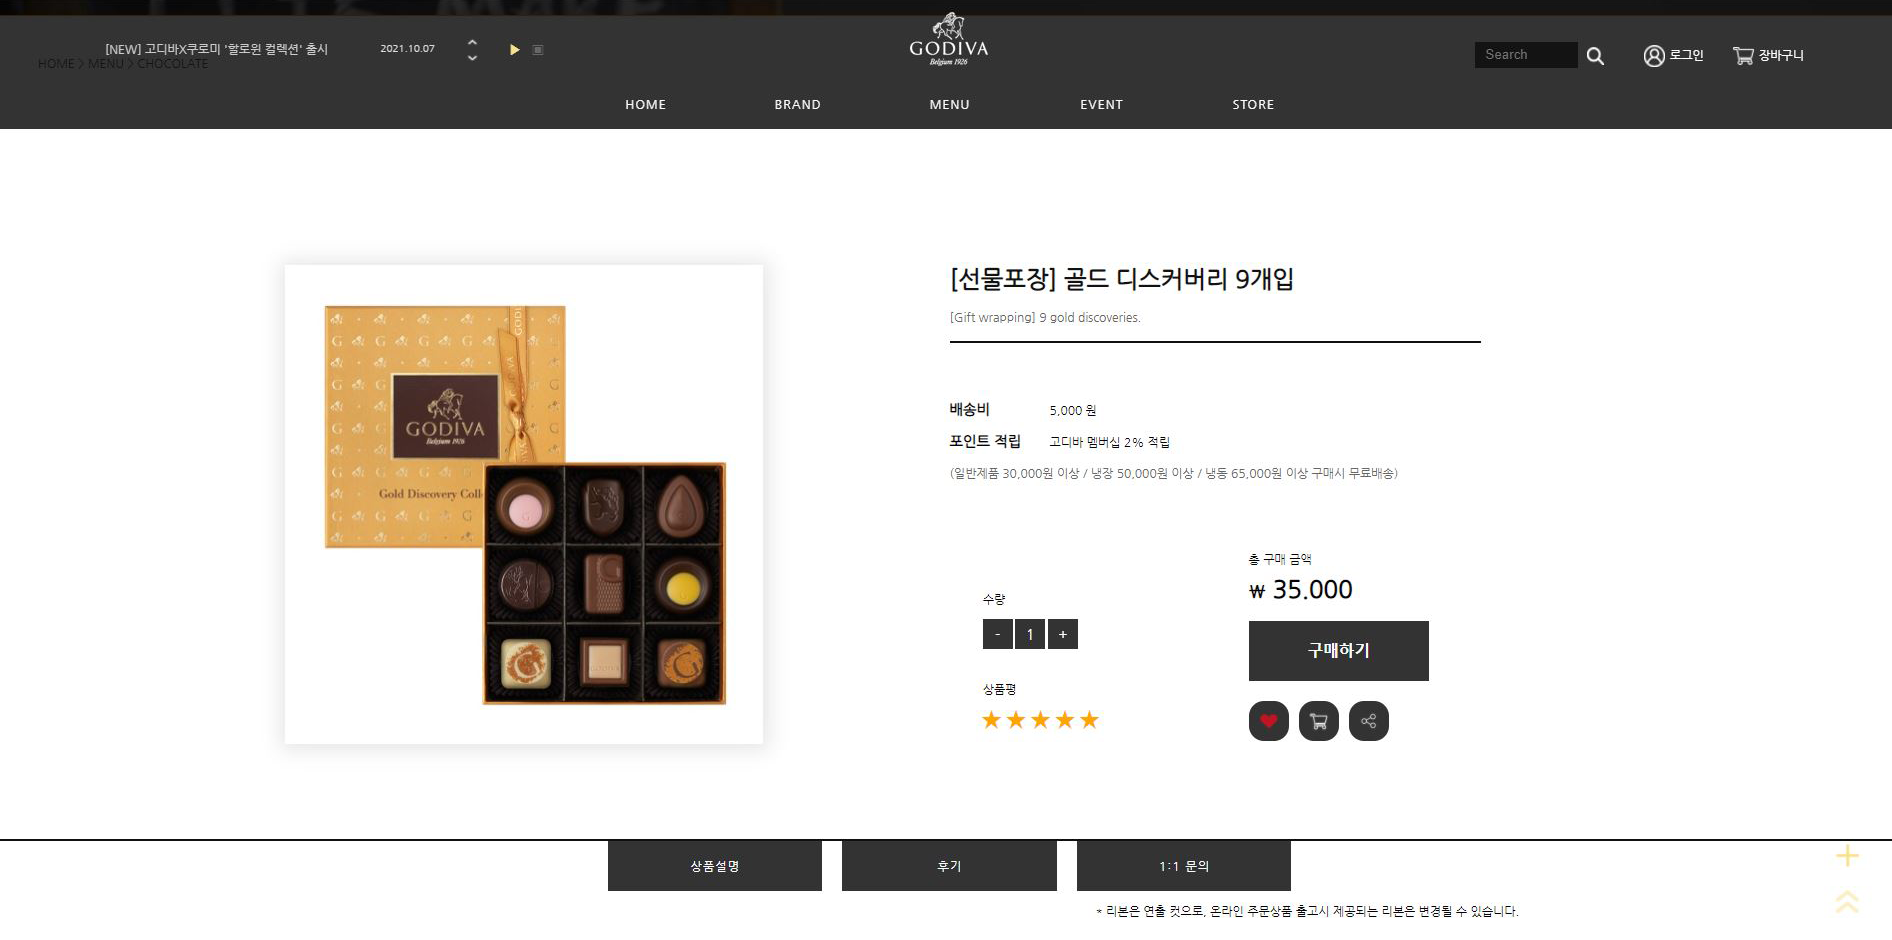 [NEW] 고디바X쿠로미 '할로윈 컬렉션' 출시
2021.10.07
HOME > MENU > CHOCOLATE
GODIVA
Belgium 1926
Search
로그인
장바구니
HOME
BRAND
MENU
EVENT
STORE
[선물포장] 골드 디스커버리 9개입
[Gift wrapping] 9 gold discoveries.
GODIVA
Belgium 1926
Gold Discovery Coll
배송비 5,000 원
포인트 적립 고디바 멤버십 2% 적립
(일반제품 30,000원 이상 / 냉장 50,000원 이상 / 냉동 65,000원 이상 구매시 무료배송)
총 구매 금액
₩ 35.000
수량
- 1 +
구매하기
상품평
★★★★★
상품설명
후기
1:1 문의
* 리본은 연출 컷으로, 온라인 주문상품 출고시 제공되는 리본은 변경될 수 있습니다.